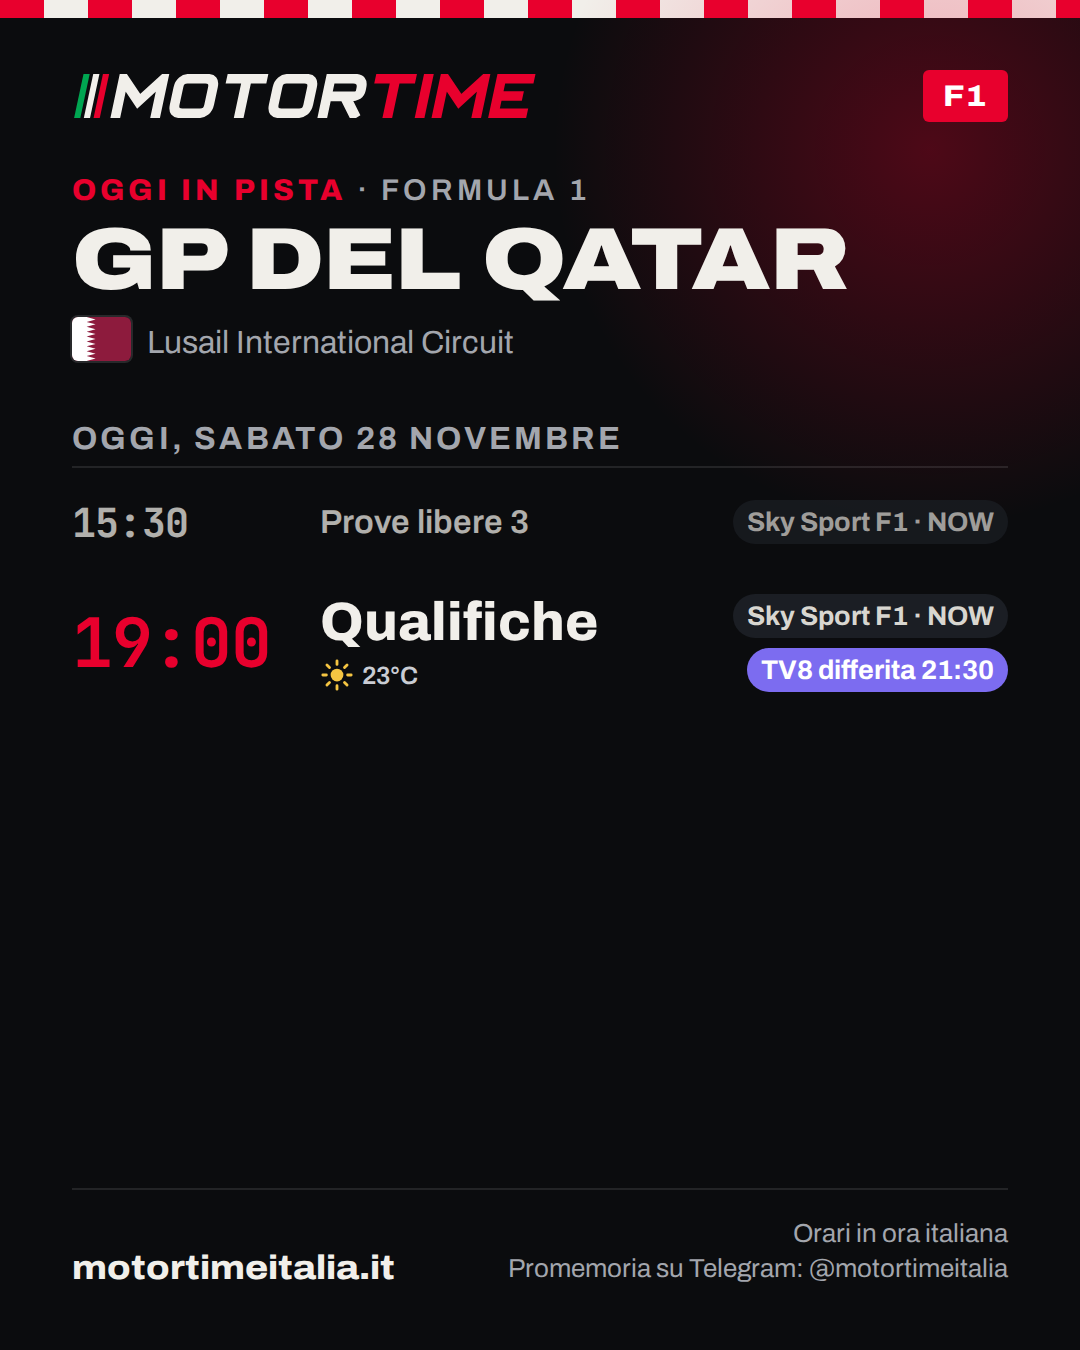 MOTORTIME
F1
OGGI IN PISTA · FORMULA 1
GP DEL QATAR
Lusail International Circuit
OGGI, SABATO 28 NOVEMBRE
15:30 Prove libere 3 Sky Sport F1 · NOW
19:00 Qualifiche Sky Sport F1 · NOW
23°C TV8 differita 21:30
Orari in ora italiana
motortimeitalia.it Promemoria su Telegram: @motortimeitalia